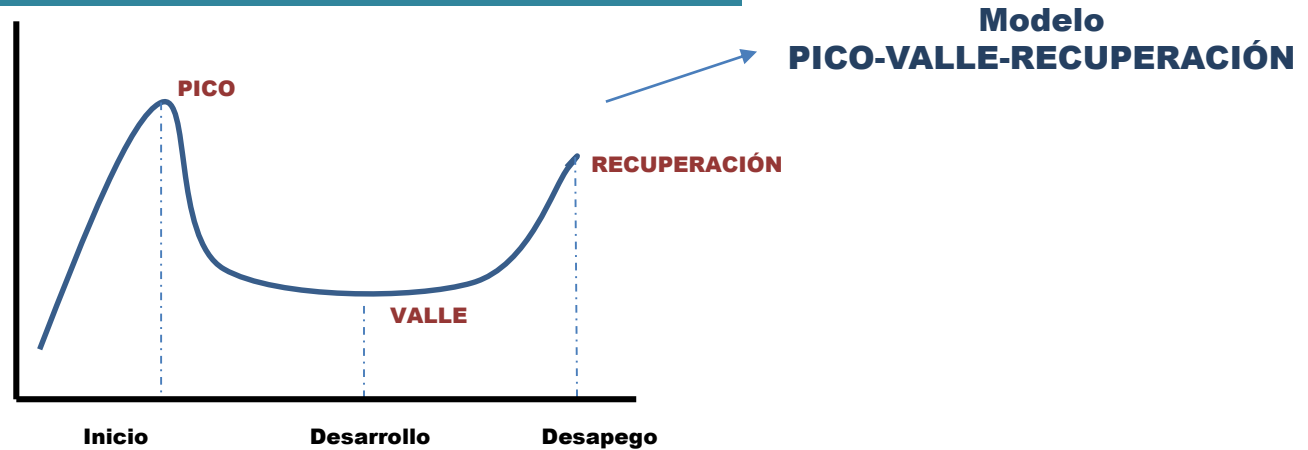 Modelo
PICO-VALLE-RECUPERACIÓN
PICO
RECUPERACIÓN
VALLE
Inicio
Desarrollo
Desapego